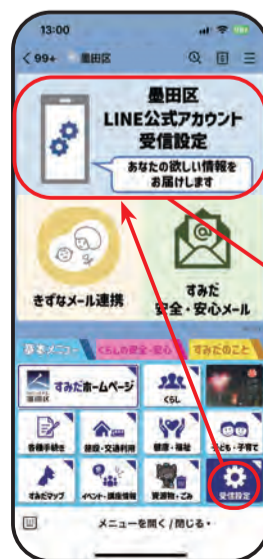 13:00
99+ 墨田区
墨田区
LINE公式アカウント
受信設定
あなたの欲しい情報を
お届けします
きずなメール連携
すみだ
安全・安心メール
基本メニュー
くらしの安全・安心
すみだのこと
墨田区
すみだホームページ
くらし
各種手続き
施設・交通利用
健康・福祉
子ども・子育て
すみだマップ
イベント・講座情報
資源物・ごみ
受信設定
メニューを開く/閉じる